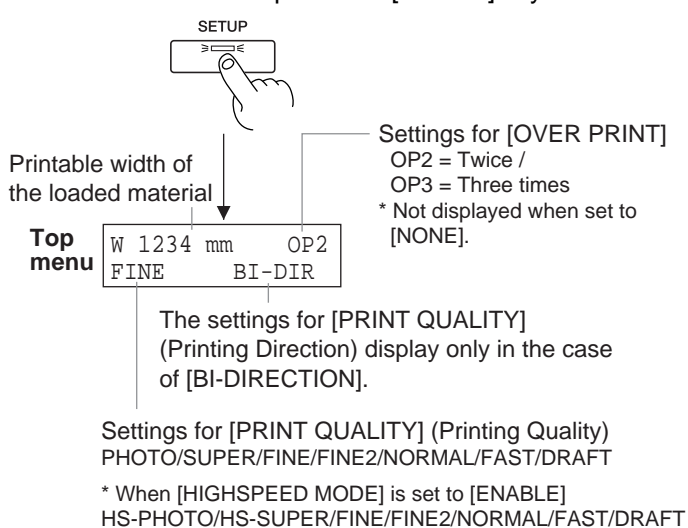 SETUP
Settings for [OVER PRINT]
OP2 = Twice /
OP3 = Three times
* Not displayed when set to
[NONE].
Printable width of
the loaded material
Top
menu
W 1234 mm OP2
FINE BI-DIR
The settings for [PRINT QUALITY]
(Printing Direction) display only in the case
of [BI-DIRECTION].
Settings for [PRINT QUALITY] (Printing Quality)
PHOTO/SUPER/FINE/FINE2/NORMAL/FAST/DRAFT
* When [HIGHSPEED MODE] is set to [ENABLE]
HS-PHOTO/HS-SUPER/FINE/FINE2/NORMAL/FAST/DRAFT